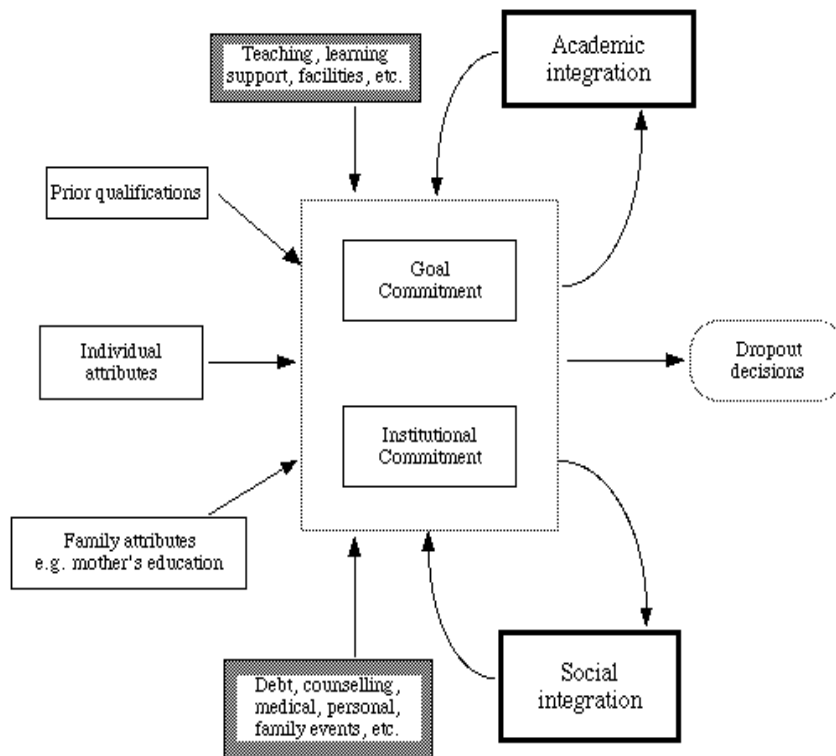 Teaching, learning
support, facilities, etc.
Academic
integration
Prior qualifications
Goal
Commitment
Individual
attributes
Dropout
decisions
Institutional
Commitment
Family attributes
e.g. mother's education
Debt, counselling,
medical, personal,
family events, etc.
Social
integration